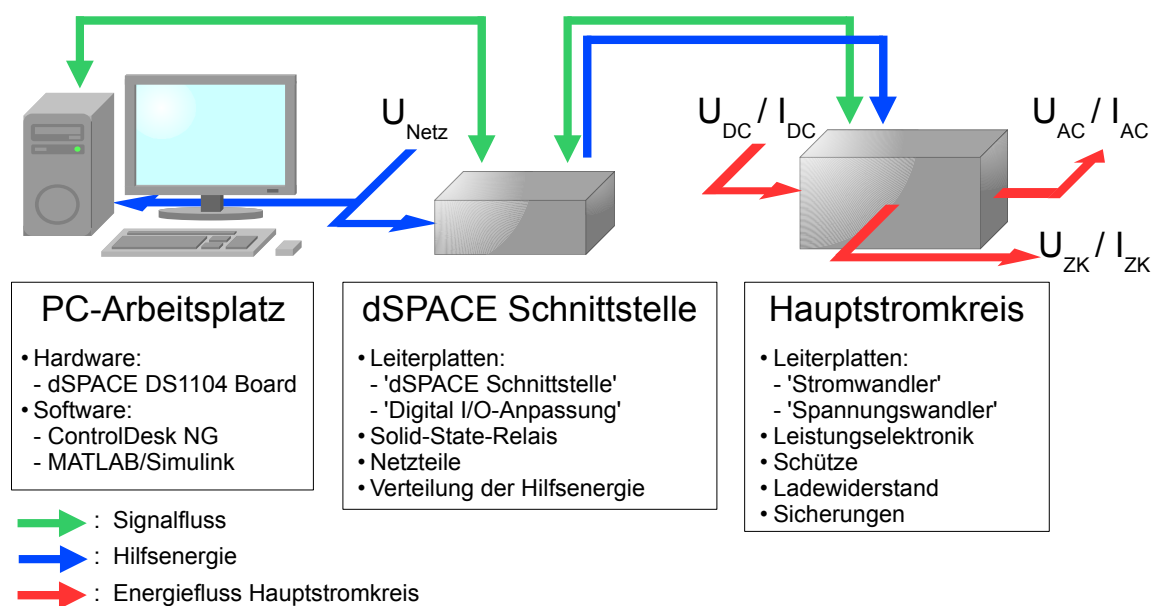 U_Netz
U_DC / I_DC
U_AC / I_AC
U_ZK / I_ZK
PC-Arbeitsplatz
• Hardware:
- dSPACE DS1104 Board
• Software:
- ControlDesk NG
- MATLAB/Simulink
dSPACE Schnittstelle
• Leiterplatten:
- 'dSPACE Schnittstelle'
- 'Digital I/O-Anpassung'
• Solid-State-Relais
• Netzteile
• Verteilung der Hilfsenergie
Hauptstromkreis
• Leiterplatten:
- 'Stromwandler'
- 'Spannungswandler'
• Leistungselektronik
• Schütze
• Ladewiderstand
• Sicherungen
: Signalfluss
: Hilfsenergie
: Energiefluss Hauptstromkreis